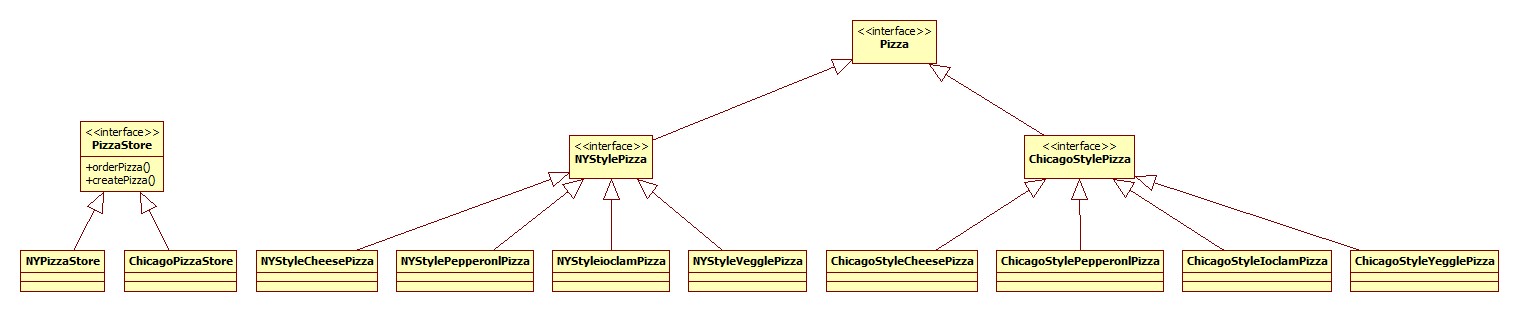 <<interface>>
Pizza
<<interface>>
PizzaStore
+orderPizza()
+createPizza()
<<interface>>
NYStylePizza
<<interface>>
ChicagoStylePizza
NYPizzaStore
ChicagoPizzaStore
NYStyleCheesePizza
NYStylePepperonlPizza
NYStyleioclamPizza
NYStyleVegglePizza
ChicagoStyleCheesePizza
ChicagoStylePepperonlPizza
ChicagoStyleIoclamPizza
ChicagoStyleYegglePizza